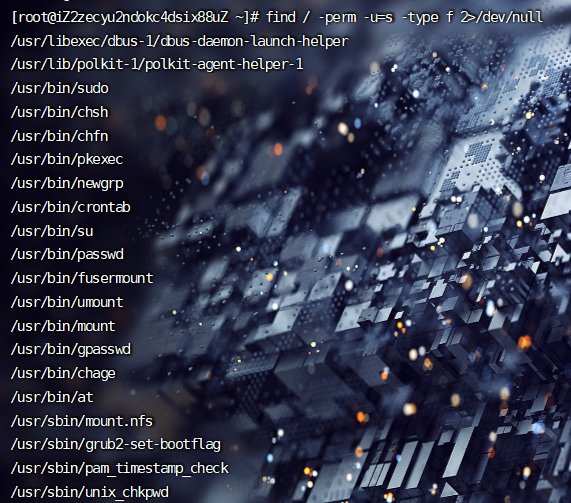 [root@iZ2zecyu2ndokc4dsix88uZ ~]# find / -perm -u=s -type f 2>/dev/null
/usr/libexec/dbus-1/dbus-daemon-launch-helper
/usr/lib/polkit-1/polkit-agent-helper-1
/usr/bin/sudo
/usr/bin/chsh
/usr/bin/chfn
/usr/bin/pkexec
/usr/bin/newgrp
/usr/bin/crontab
/usr/bin/su
/usr/bin/passwd
/usr/bin/fusermount
/usr/bin/umount
/usr/bin/mount
/usr/bin/gpasswd
/usr/bin/chage
/usr/bin/at
/usr/sbin/mount.nfs
/usr/sbin/grub2-set-bootflag
/usr/sbin/pam_timestamp_check
/usr/sbin/unix_chkpwd